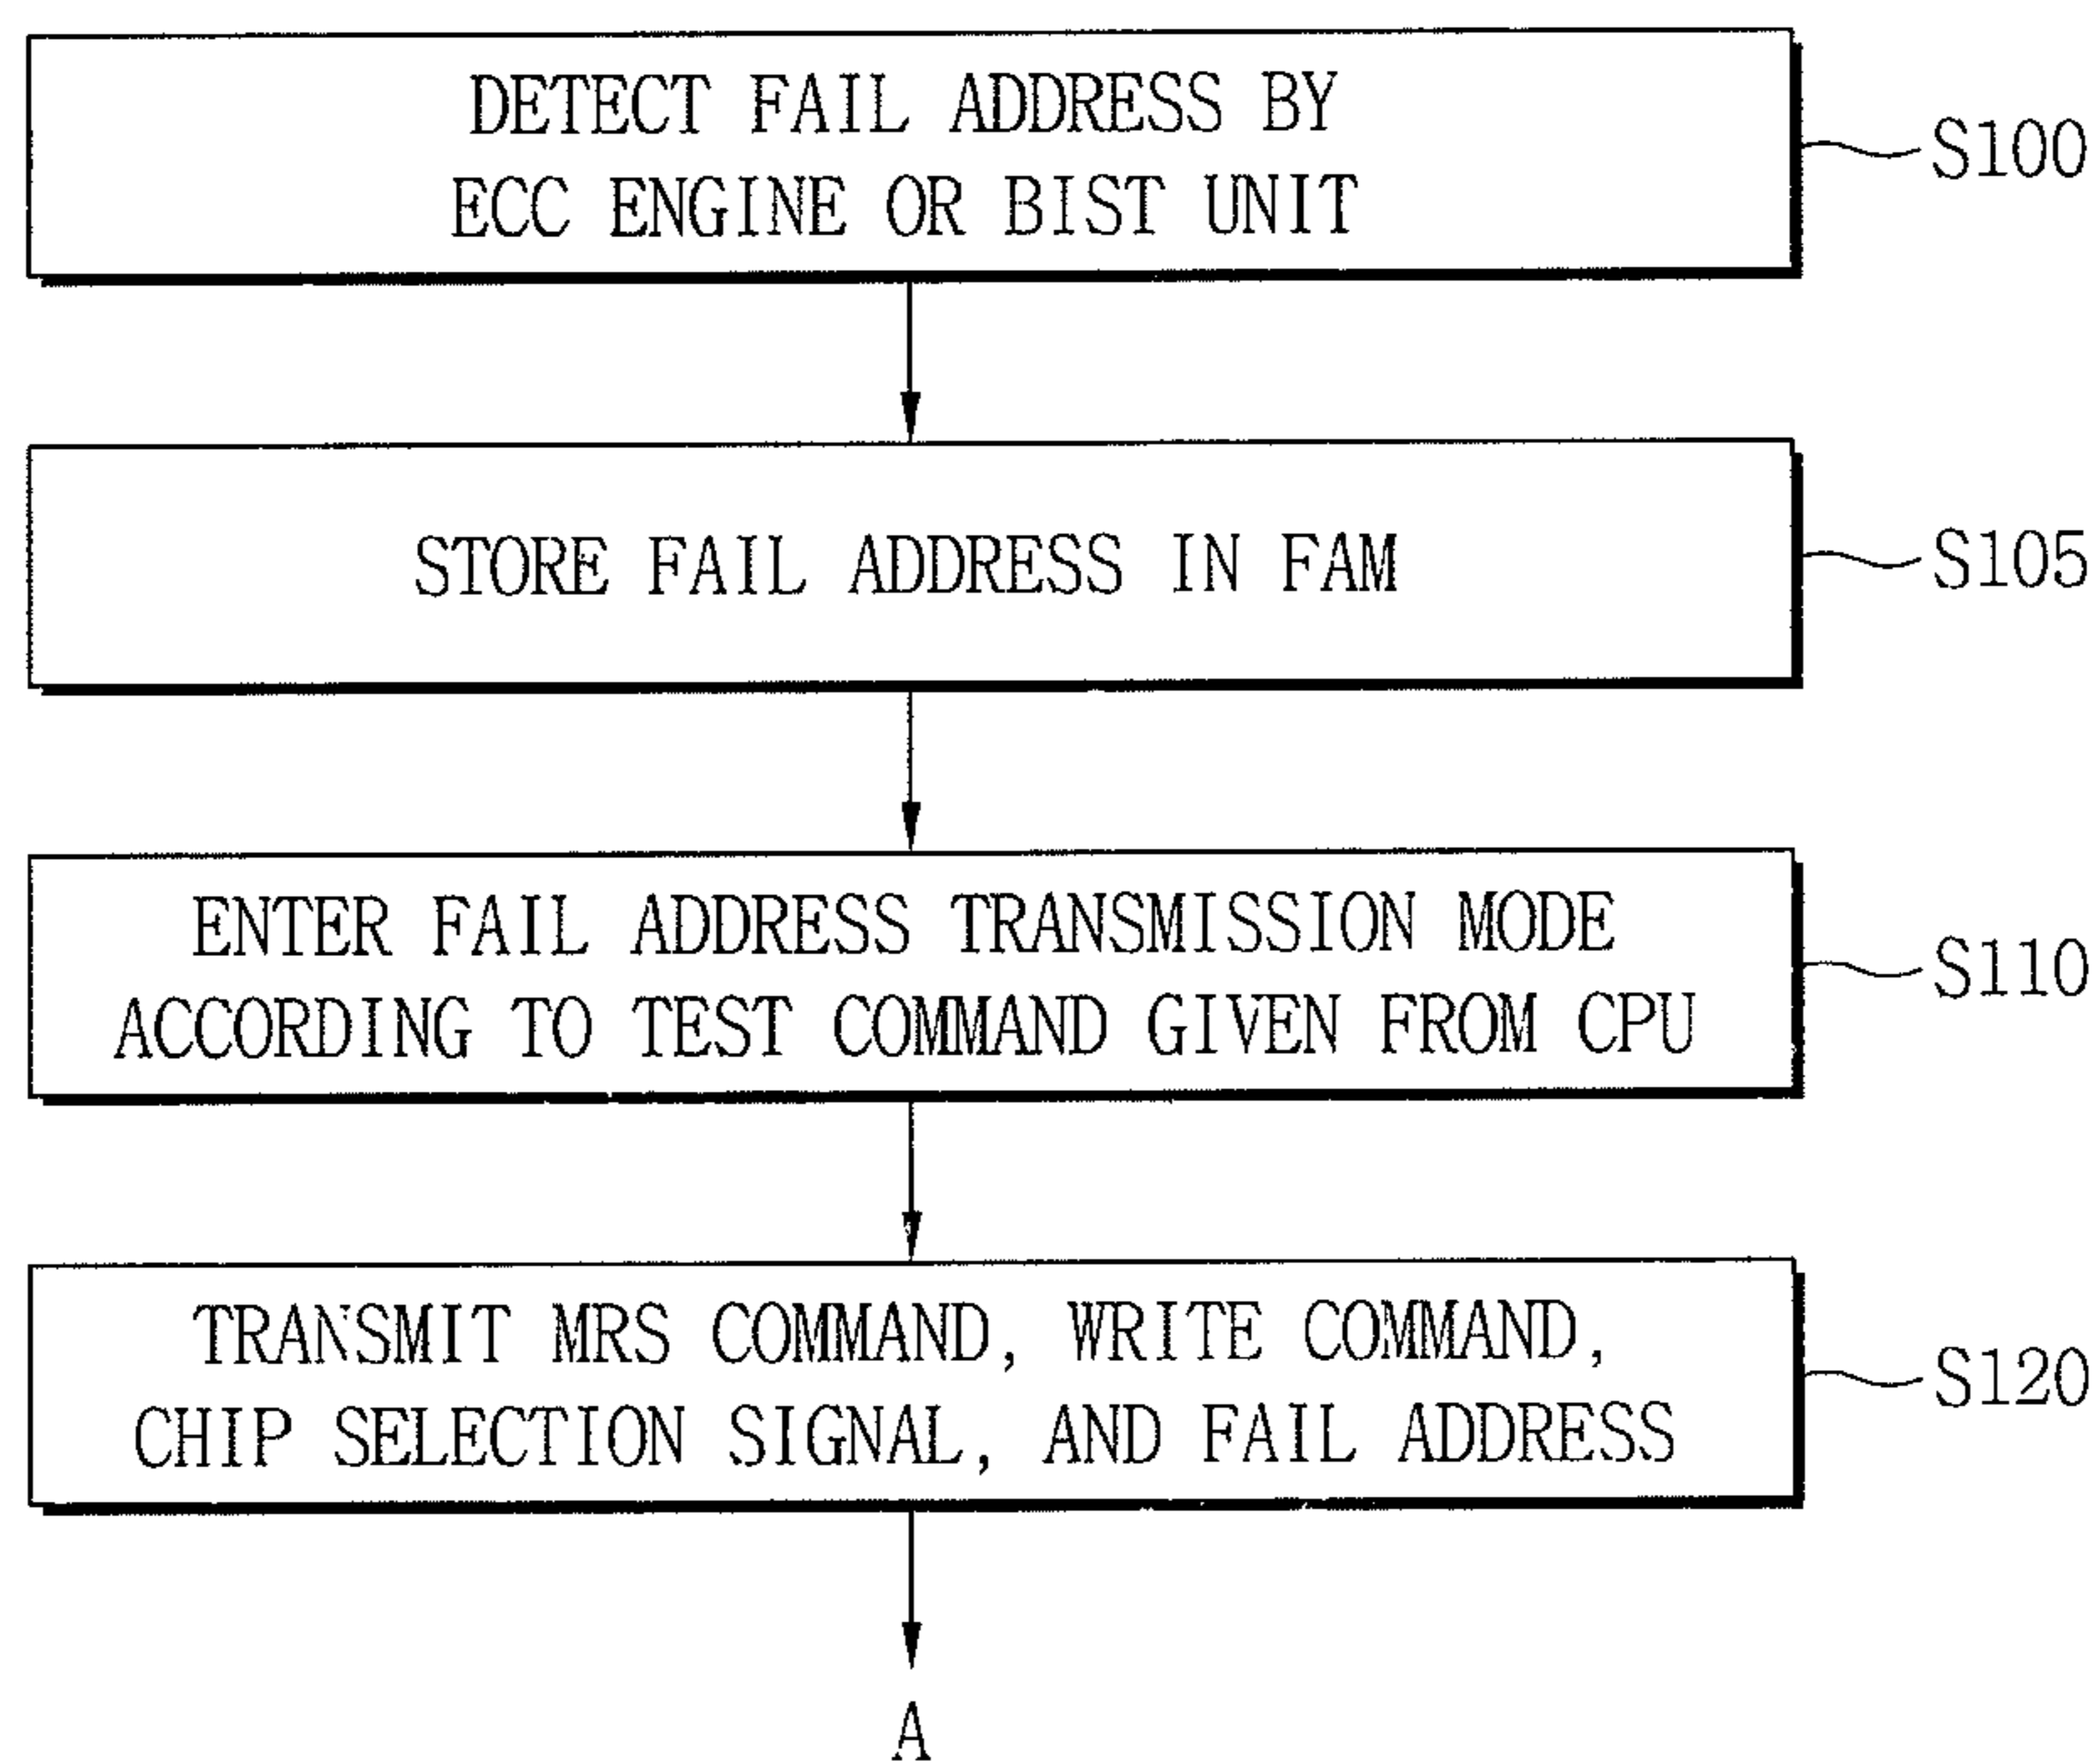 DETECT FAIL ADDRESS BY
ECC ENGINE OR BIST UNIT
S100
STORE FAIL ADDRESS IN FAM
S105
ENTER FAIL ADDRESS TRANSMISSION MODE
ACCORDING TO TEST COMMAND GIVEN FROM CPU
S110
TRANSMIT MRS COMMAND, WRITE COMMAND,
CHIP SELECTION SIGNAL, AND FAIL ADDRESS
S120
A